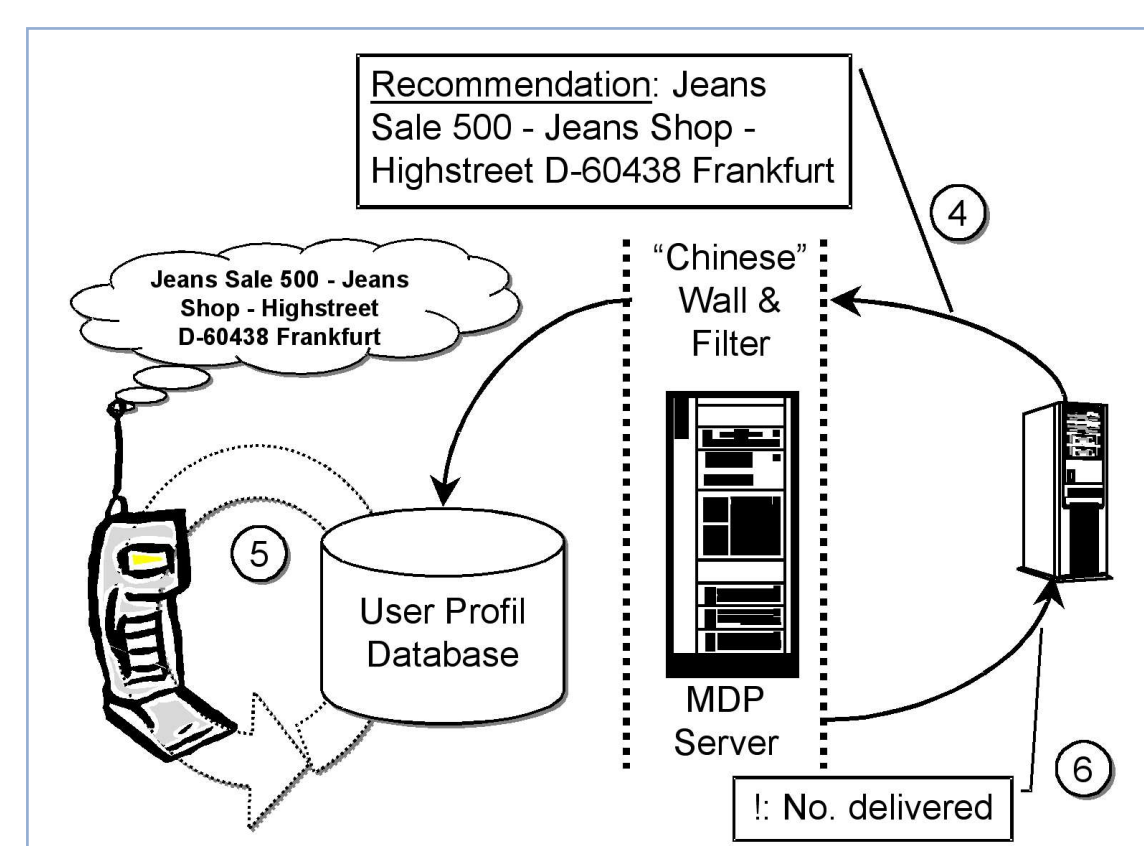 Recommendation: Jeans
Sale 500 - Jeans Shop -
Highstreet D-60438 Frankfurt
4
"Chinese"
Wall &
Filter
Jeans Sale 500 - Jeans
Shop - Highstreet
D-60438 Frankfurt
5
User Profil
Database
MDP
Server
6
!: No. delivered